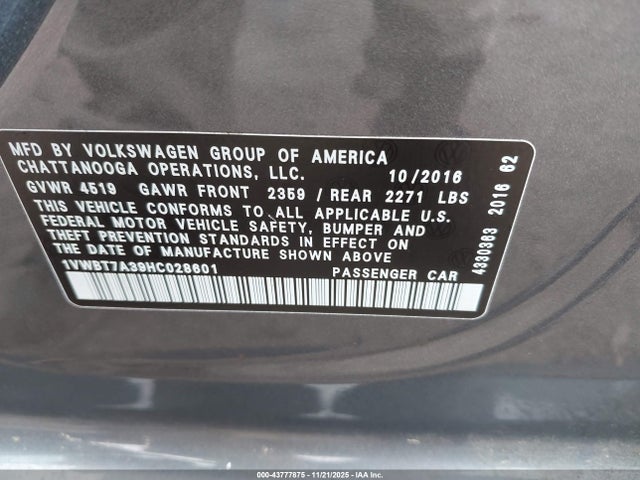 MFD BY VOLKSWAGEN GROUP OF AMERICA
CHATTANOOGA OPERATIONS, LLC. 10/2016
GVWR 4519 GAWR FRONT 2359 / REAR 2271 LBS
THIS VEHICLE CONFORMS TO ALL APPLICABLE U.S.
FEDERAL MOTOR VEHICLE SAFETY, BUMPER AND
THEFT PREVENTION STANDARDS IN EFFECT ON
THE DATE OF MANUFACTURE SHOWN ABOVE
1VWBT7A39HC028601 PASSENGER CAR
4330363 2016 62
000-43777875 - 11/21/2025 - IAA Inc.